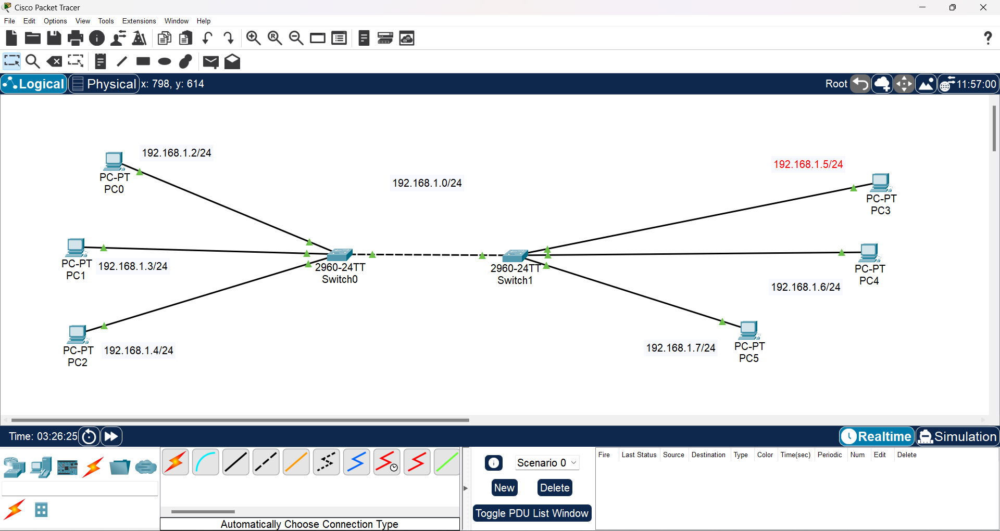 Cisco Packet Tracer
File Edit Options View Tools Extensions Window Help
Logical Physical x: 798, y: 614 Root 11:57:00
192.168.1.2/24
PC-PT
PC0
192.168.1.0/24
192.168.1.5/24
PC-PT
PC3
PC-PT
PC1
192.168.1.3/24
2960-24TT
Switch0
2960-24TT
Switch1
PC-PT
PC4
192.168.1.6/24
PC-PT
PC2
192.168.1.4/24
192.168.1.7/24
PC-PT
PC5
Time: 03:26:25 Realtime Simulation
Scenario 0
New Delete
Toggle PDU List Window
Fire Last Status Source Destination Type Color Time(sec) Periodic Num Edit Delete
Automatically Choose Connection Type